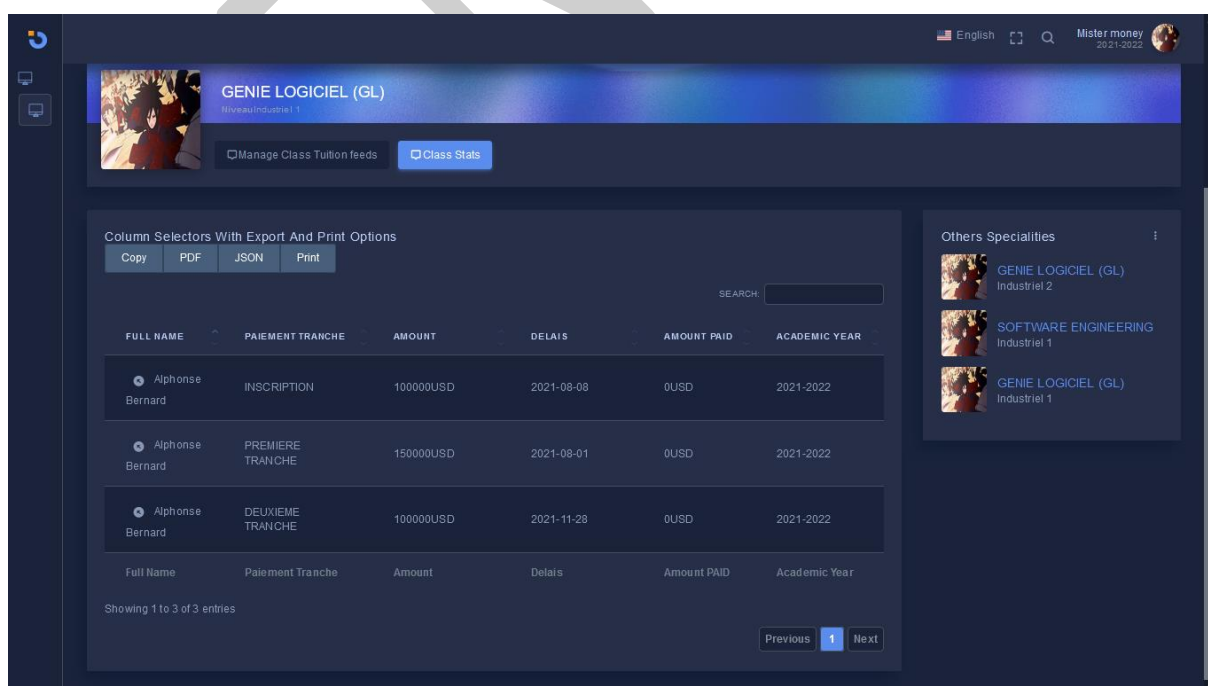 English
Mister money
2021-2022
GENIE LOGICIEL (GL)
NiveauIndustriel 1
Manage Class Tuition feeds
Class Stats
Column Selectors With Export And Print Options
Copy PDF JSON Print
SEARCH:
FULL NAME PAIEMENT TRANCHE AMOUNT DELAIS AMOUNT PAID ACADEMIC YEAR
Alphonse
Bernard
INSCRIPTION 100000USD 2021-08-08 0USD 2021-2022
Alphonse
Bernard
PREMIERE
TRANCHE
150000USD 2021-08-01 0USD 2021-2022
Alphonse
Bernard
DEUXIEME
TRANCHE
100000USD 2021-11-28 0USD 2021-2022
Full Name Paiement Tranche Amount Delais Amount PAID Academic Year
Showing 1 to 3 of 3 entries
Previous 1 Next
Others Specialities
GENIE LOGICIEL (GL)
Industriel 2
SOFTWARE ENGINEERING
Industriel 1
GENIE LOGICIEL (GL)
Industriel 1